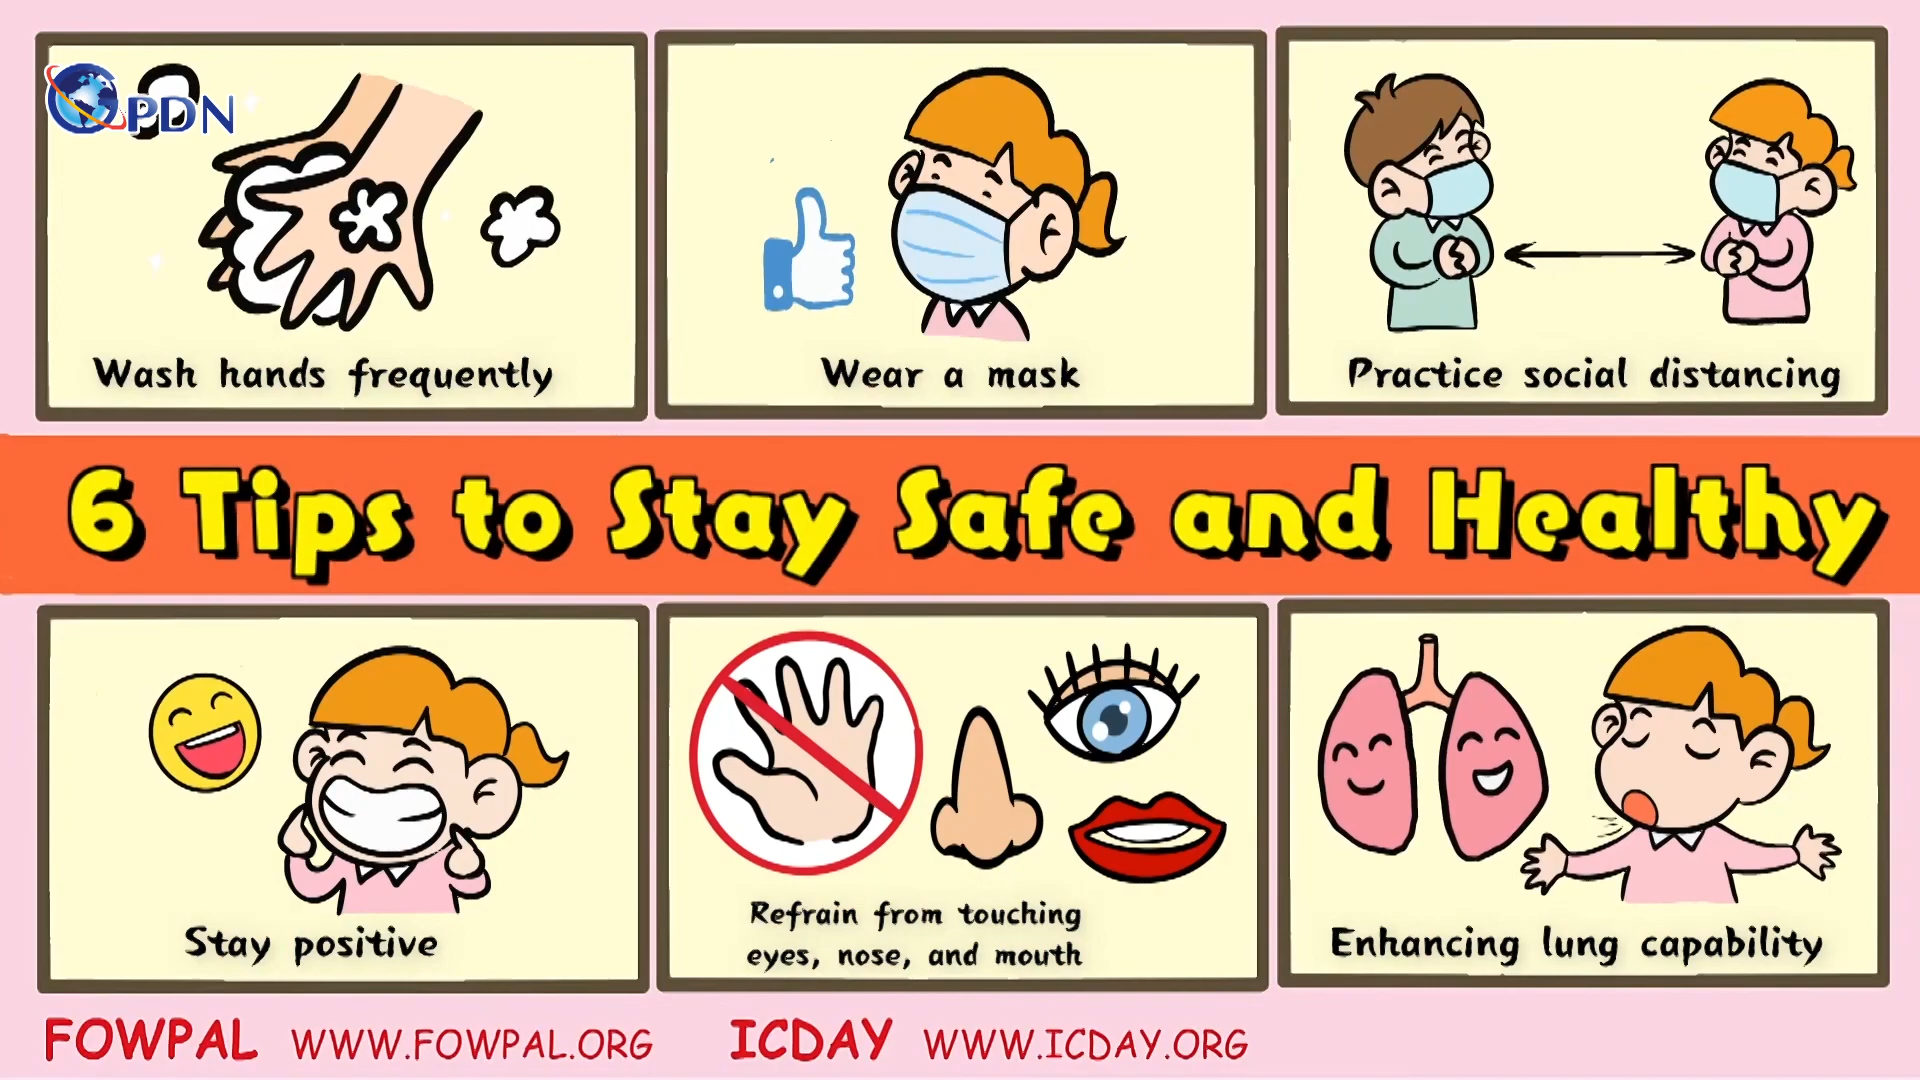 PDN
Wash hands frequently
Wear a mask
Practice social distancing
6 Tips to Stay Safe and Healthy
Stay positive
Refrain from touching
eyes, nose, and mouth
Enhancing lung capability
FOWPAL WWW.FOWPAL.ORG ICDAY WWW.ICDAY.ORG